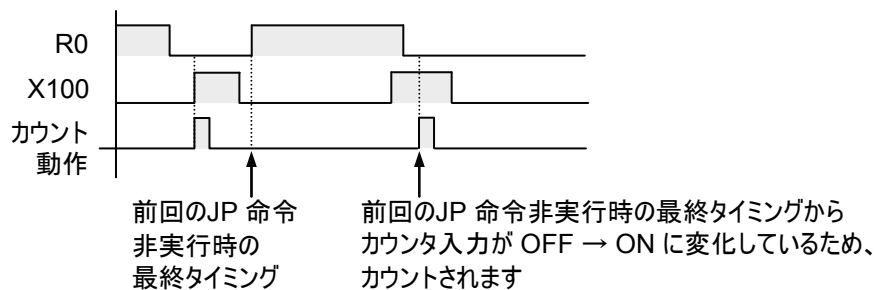 R0
X100
カウント
動作
前回のJP 命令
非実行時の
最終タイミング
前回のJP 命令非実行時の最終タイミングから
カウンタ入力が OFF → ON に変化しているため、
カウントされます